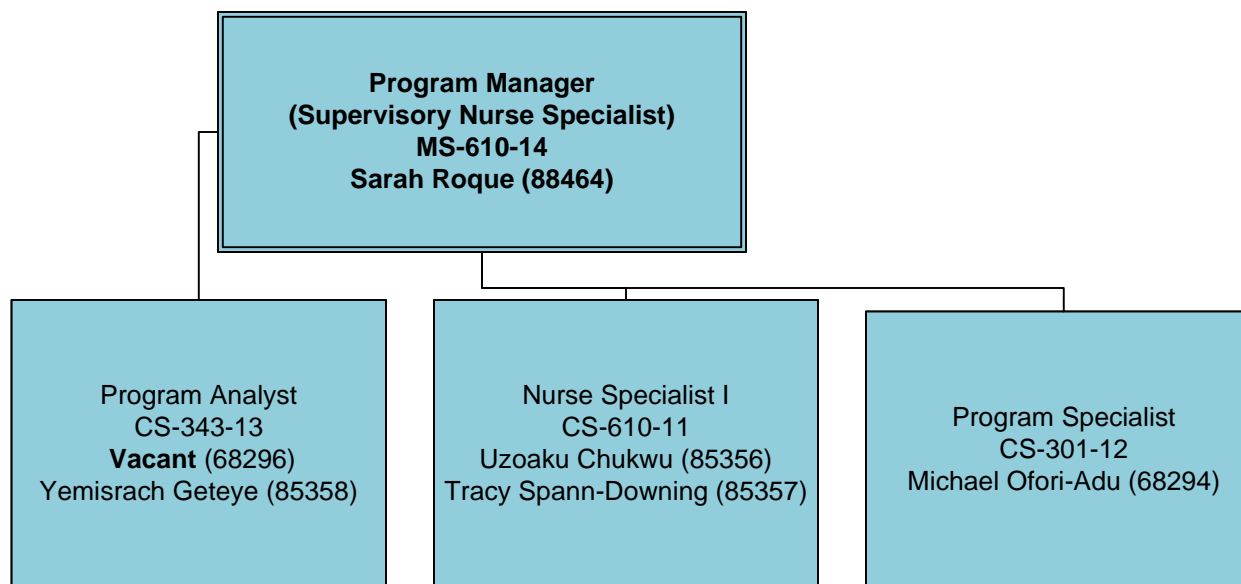 Program Manager
(Supervisory Nurse Specialist)
MS-610-14
Sarah Roque (88464)
Program Analyst
CS-343-13
Vacant (68296)
Yemisrach Geteye (85358)
Nurse Specialist I
CS-610-11
Uzoaku Chukwu (85356)
Tracy Spann-Downing (85357)
Program Specialist
CS-301-12
Michael Ofori-Adu (68294)